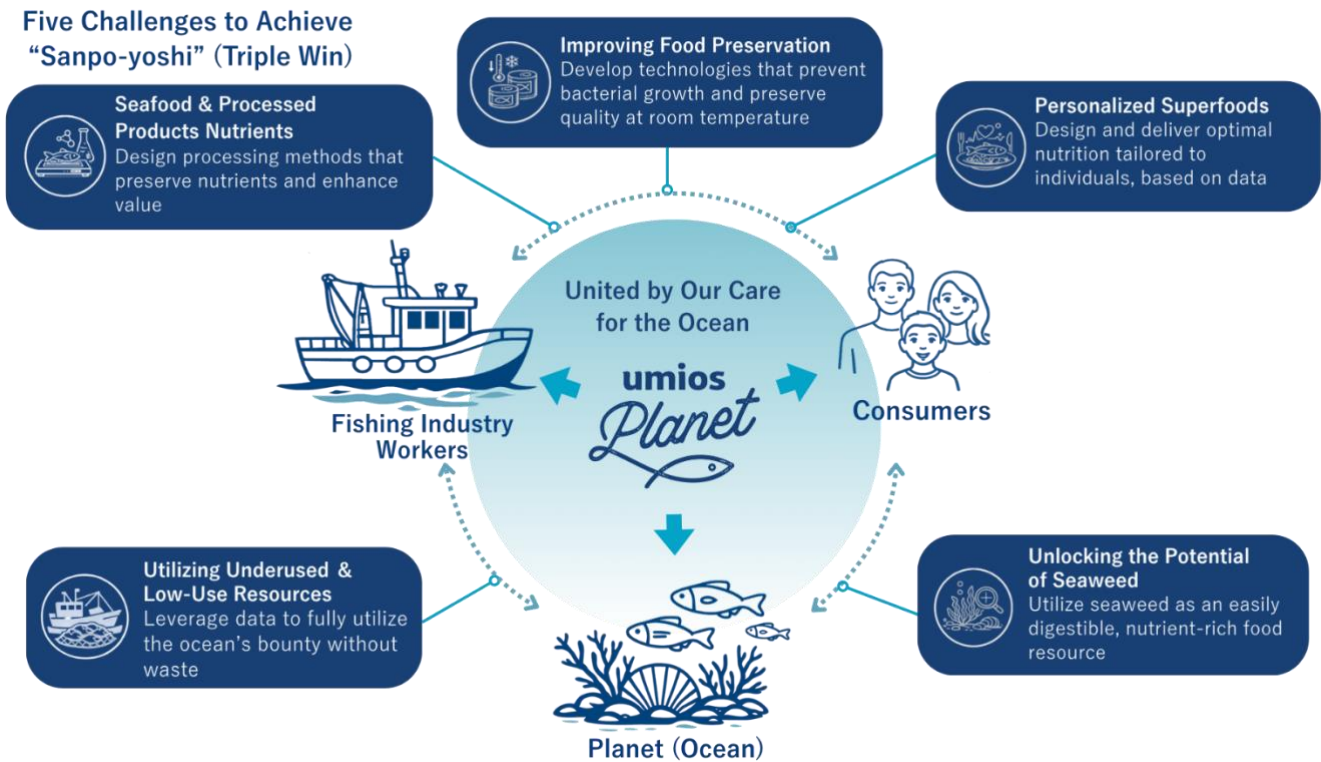 Five Challenges to Achieve
“Sanpo-yoshi” (Triple Win)
Seafood & Processed
Products Nutrients
Design processing methods that
preserve nutrients and enhance
value
Improving Food Preservation
Develop technologies that prevent
bacterial growth and preserve
quality at room temperature
Personalized Superfoods
Design and deliver optimal
nutrition tailored to
individuals, based on data
United by Our Care
for the Ocean
umios
Planet
Fishing Industry
Workers
Consumers
Utilizing Underused &
Low-Use Resources
Leverage data to fully utilize
the ocean’s bounty without
waste
Unlocking the Potential
of Seaweed
Utilize seaweed as an easily
digestible, nutrient-rich food
resource
Planet (Ocean)